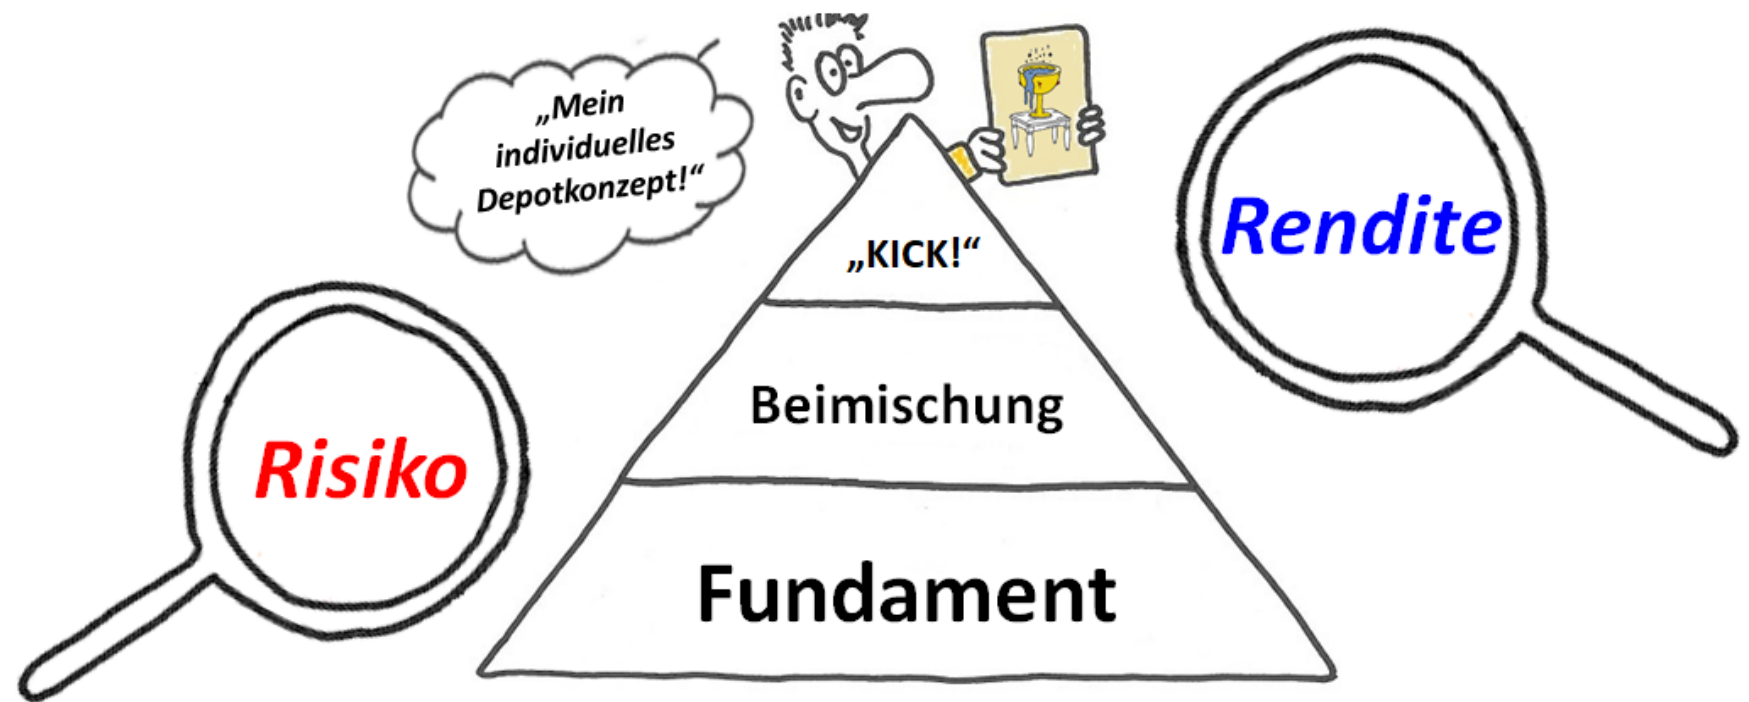 „Mein
individuelles
Depotkonzept!“
Rendite
„KICK!“
Beimischung
Risiko
Fundament